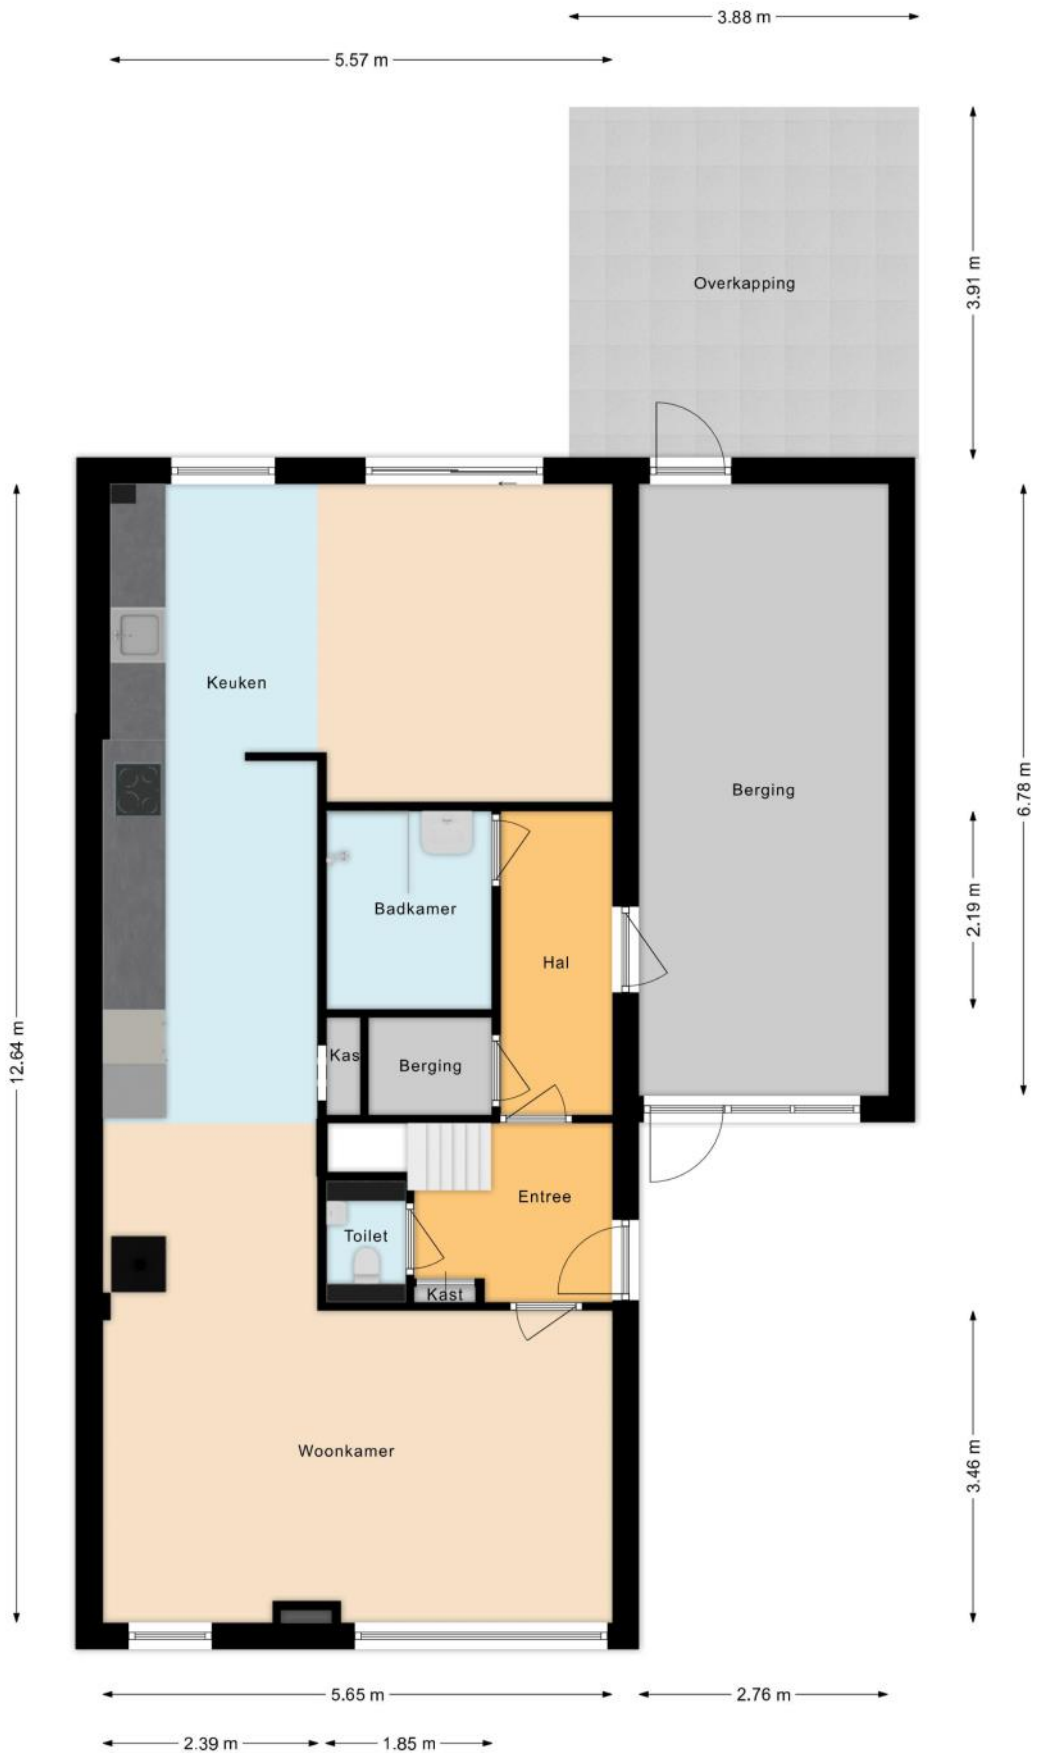 3.88 m
5.57 m
3.91 m
Overkapping
Keuken
Berging
6.78 m
2.19 m
Badkamer
Hal
12.64 m
Kas
Berging
Entree
Toilet
Kast
Woonkamer
3.46 m
5.65 m
2.76 m
2.39 m
1.85 m